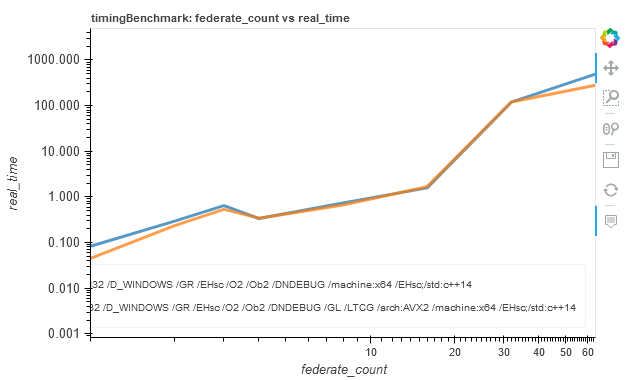 timingBenchmark: federate_count vs real_time
1000.000
100.000
10.000
1.000
0.100
0.010
0.001
real_time
32 /D_WINDOWS /GR /EHsc /O2 /Ob2 /DNDEBUG /machine:x64 /EHsc;/std:c++14
32 /D_WINDOWS /GR /EHsc /O2 /Ob2 /DNDEBUG /GL /LTCG /arch:AVX2 /machine:x64 /EHsc;/std:c++14
10 20 30 40 50 60
federate_count